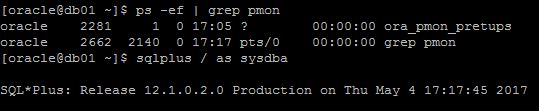 [oracle@db01 ~]$ ps -ef | grep pmon
oracle 2281 1 0 17:05 ? 00:00:00 ora_pmon_pretups
oracle 2662 2140 0 17:17 pts/0 00:00:00 grep pmon
[oracle@db01 ~]$ sqlplus / as sysdba
SQL*Plus: Release 12.1.0.2.0 Production on Thu May 4 17:17:45 2017